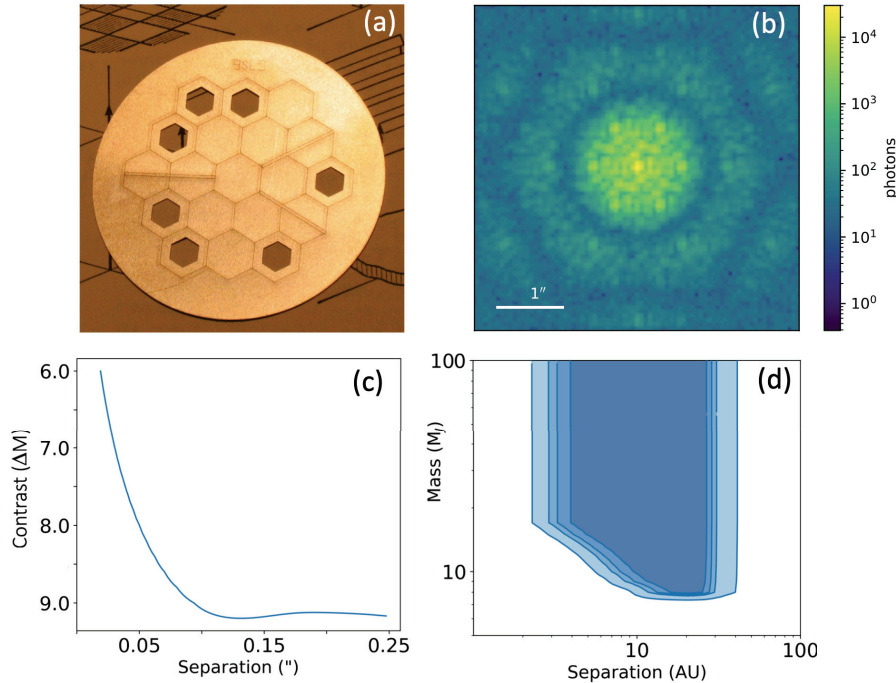 (a)
(b)
1″
photons
10⁴
10³
10²
10¹
10⁰
(c)
Contrast (ΔM)
6.0
7.0
8.0
9.0
0.05
0.15
0.25
Separation (")
(d)
Mass (M_J)
100
10
10
100
Separation (AU)